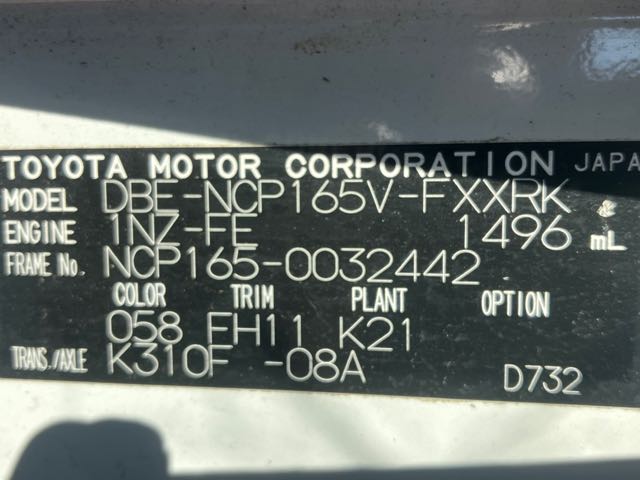 TOYOTA MOTOR CORPORATION JAPA
MODEL DBE-NCP165V-FXXRK
ENGINE 1NZ-FE 1496 mL
FRAME No. NCP165-0032442
COLOR TRIM PLANT OPTION
058 FH11 K21
TRANS./AXLE K310F -08A D732